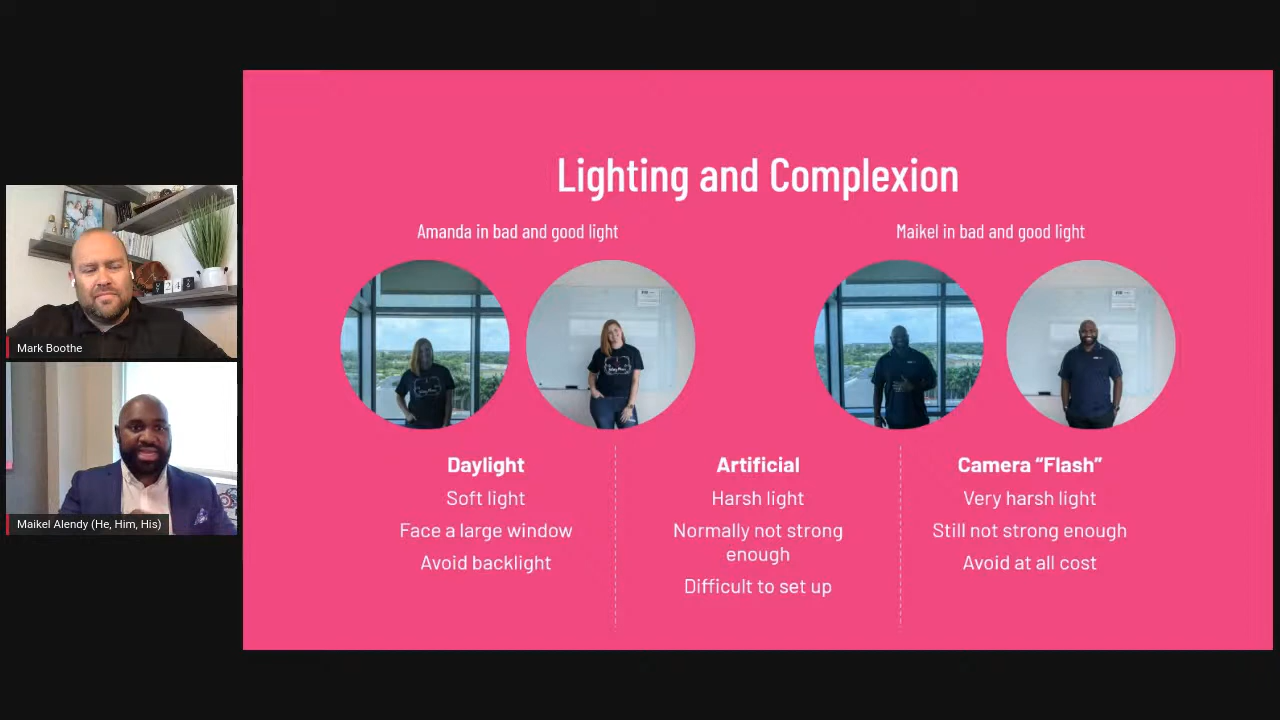 Lighting and Complexion
Amanda in bad and good light
Maikel in bad and good light
Daylight
Soft light
Face a large window
Avoid backlight
Artificial
Harsh light
Normally not strong
enough
Difficult to set up
Camera “Flash”
Very harsh light
Still not strong enough
Avoid at all cost
Mark Boothe
Maikel Alendy (He, Him, His)